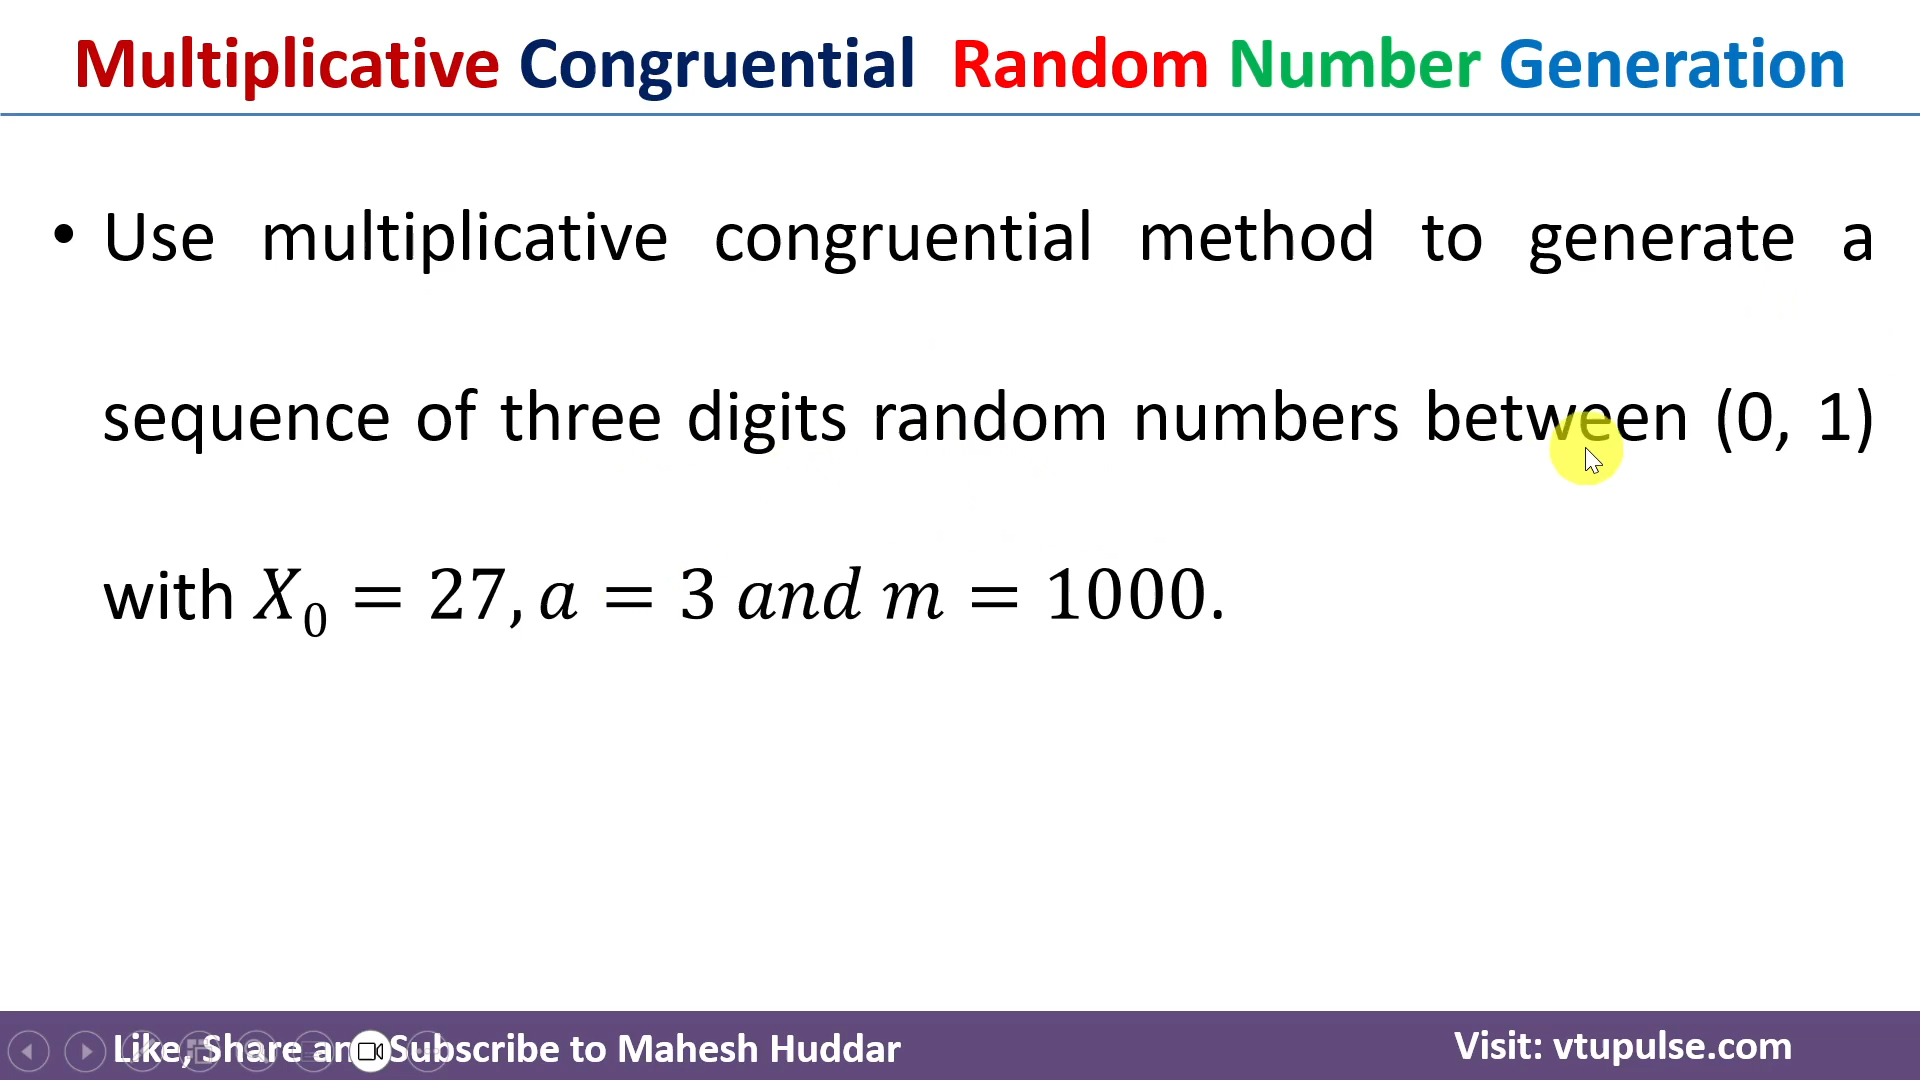 Multiplicative Congruential Random Number Generation
• Use multiplicative congruential method to generate a
sequence of three digits random numbers between (0, 1)
with X₀ = 27, a = 3 and m = 1000.
Like, Share and Subscribe to Mahesh Huddar
Visit: vtupulse.com